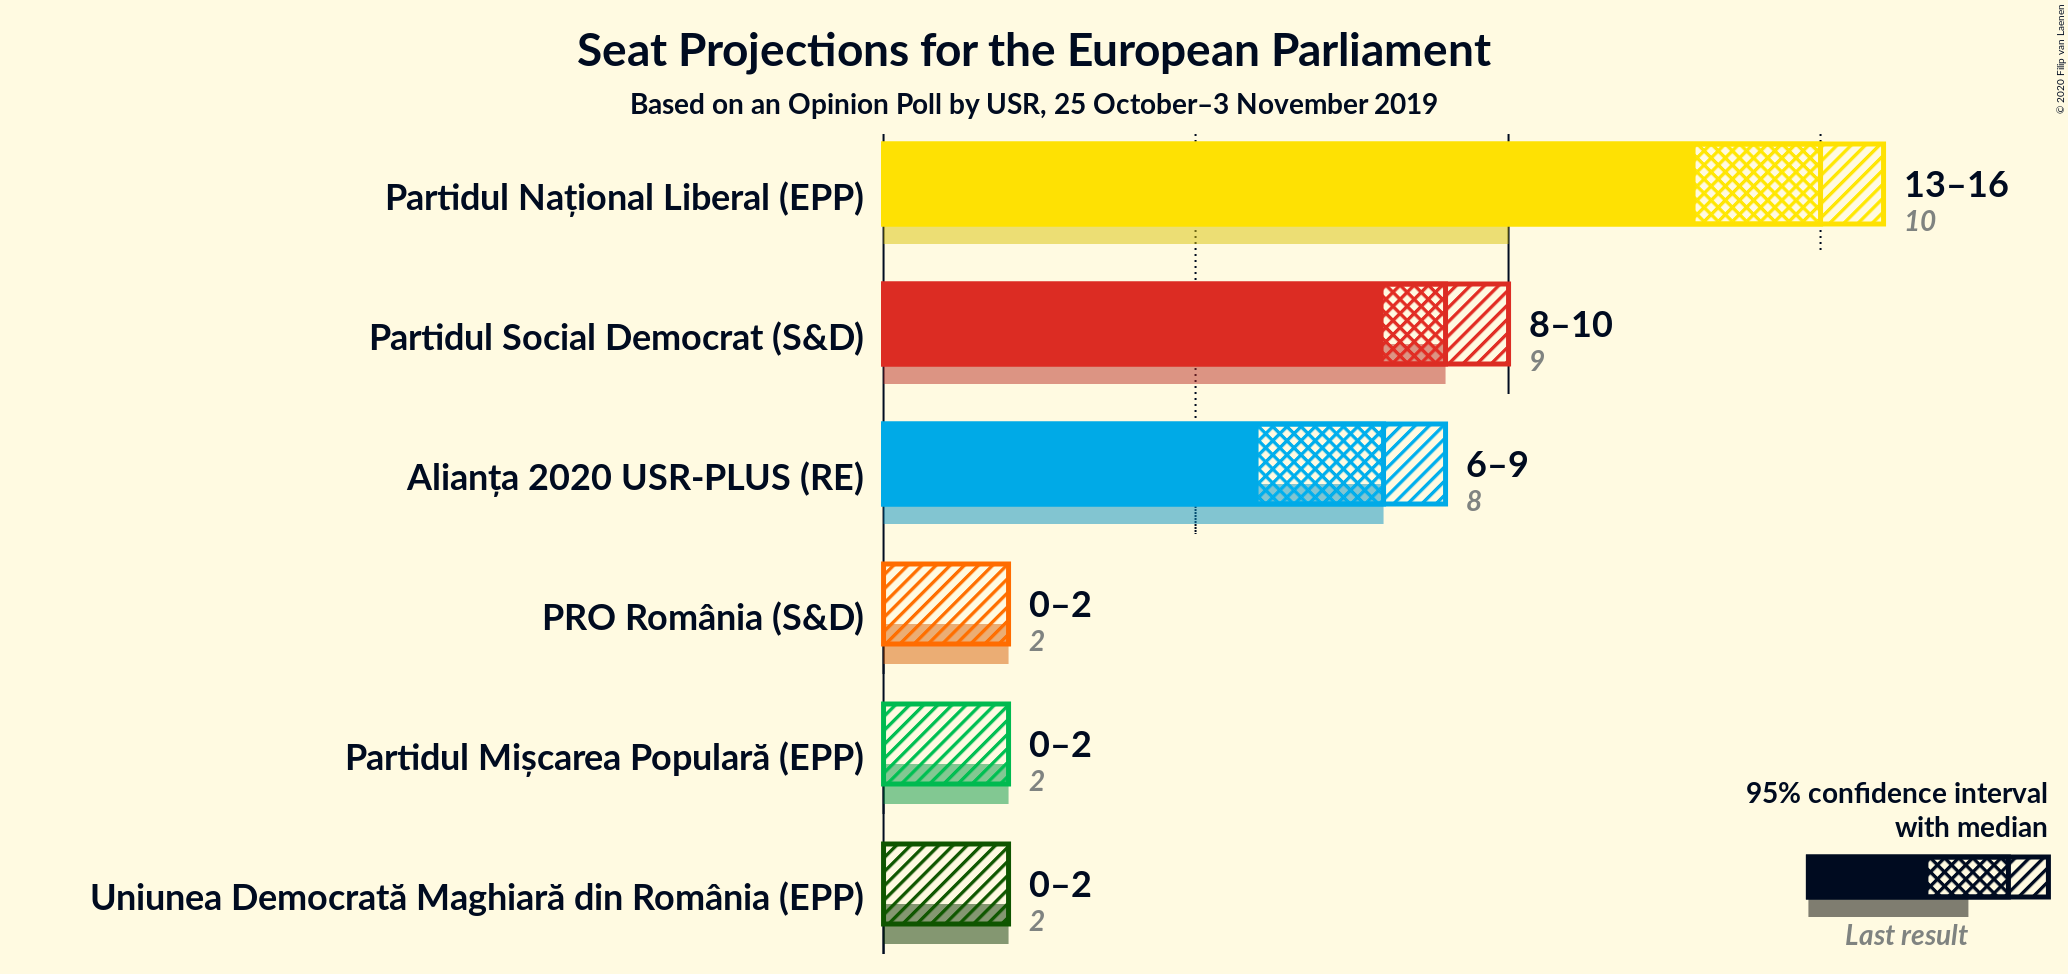 Seat Projections for the European Parliament
Based on an Opinion Poll by USR, 25 October–3 November 2019
© 2020 Filip van Laenen
Partidul Național Liberal (EPP)
13–16
10
Partidul Social Democrat (S&D)
8–10
9
Alianța 2020 USR-PLUS (RE)
6–9
8
PRO România (S&D)
0–2
2
Partidul Mișcarea Populară (EPP)
0–2
2
Uniunea Democrată Maghiară din România (EPP)
0–2
2
95% confidence interval
with median
Last result